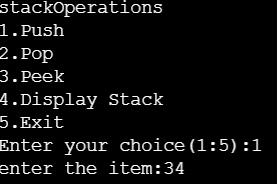 stackOperations
1.Push
2.Pop
3.Peek
4.Display Stack
5.Exit
Enter your choice(1:5):1
enter the item:34